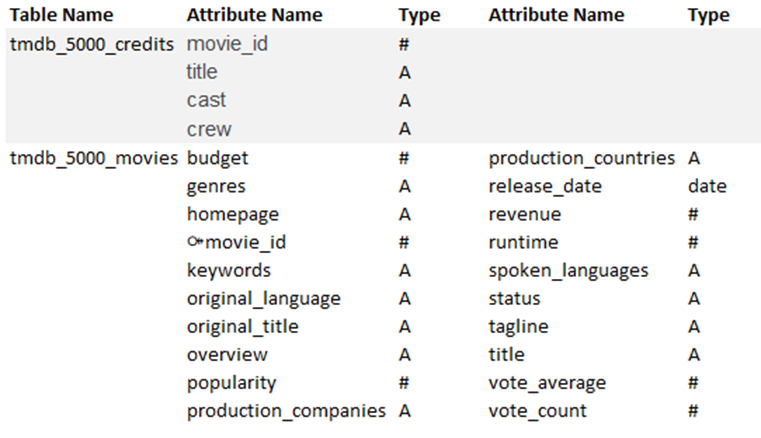 Table Name Attribute Name Type Attribute Name Type
tmdb_5000_credits movie_id #
title A
cast A
crew A
tmdb_5000_movies budget # production_countries A
genres A release_date date
homepage A revenue #
movie_id # runtime #
keywords A spoken_languages A
original_language A status A
original_title A tagline A
overview A title A
popularity # vote_average #
production_companies A vote_count #